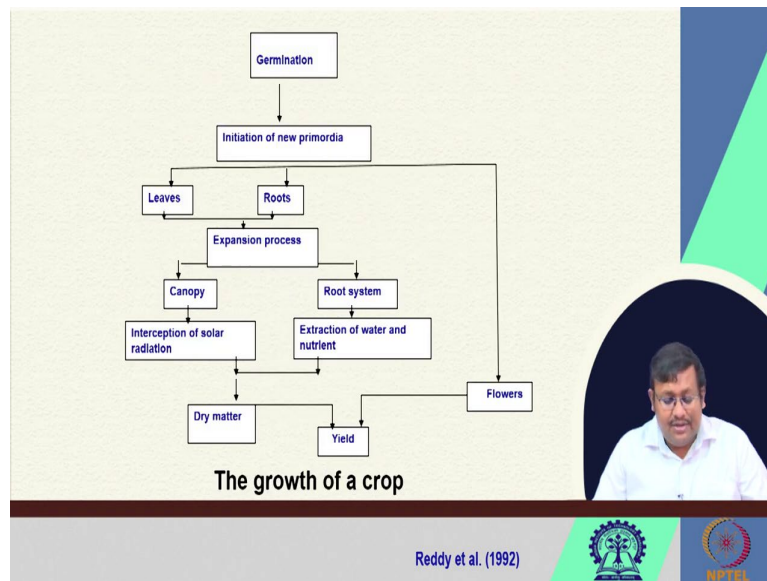 Germination
Initiation of new primordia
Leaves
Roots
Expansion process
Canopy
Root system
Interception of solar
radiation
Extraction of water and
nutrient
Flowers
Dry matter
Yield
The growth of a crop
Reddy et al. (1992)
NPTEL